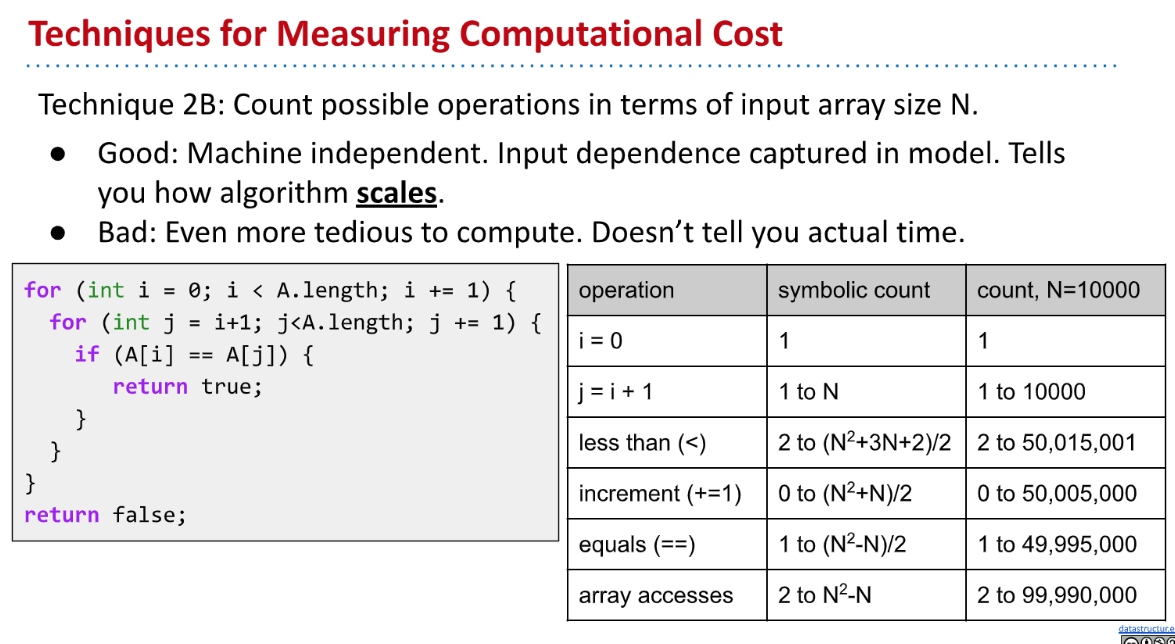 Techniques for Measuring Computational Cost
Technique 2B: Count possible operations in terms of input array size N.
● Good: Machine independent. Input dependence captured in model. Tells
you how algorithm scales.
● Bad: Even more tedious to compute. Doesn’t tell you actual time.
for (int i = 0; i < A.length; i += 1) {
  for (int j = i+1; j<A.length; j += 1) {
    if (A[i] == A[j]) {
       return true;
    }
  }
}
return false;
operation symbolic count count, N=10000
i = 0 1 1
j = i + 1 1 to N 1 to 10000
less than (<) 2 to (N²+3N+2)/2 2 to 50,015,001
increment (+=1) 0 to (N²+N)/2 0 to 50,005,000
equals (==) 1 to (N²-N)/2 1 to 49,995,000
array accesses 2 to N²-N 2 to 99,990,000
datastructur.e